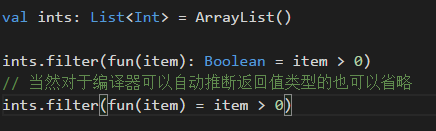 val ints: List<Int> = ArrayList()
ints.filter(fun(item): Boolean = item > 0)
// 当然对于编译器可以自动推断返回值类型的也可以省略
ints.filter(fun(item) = item > 0)